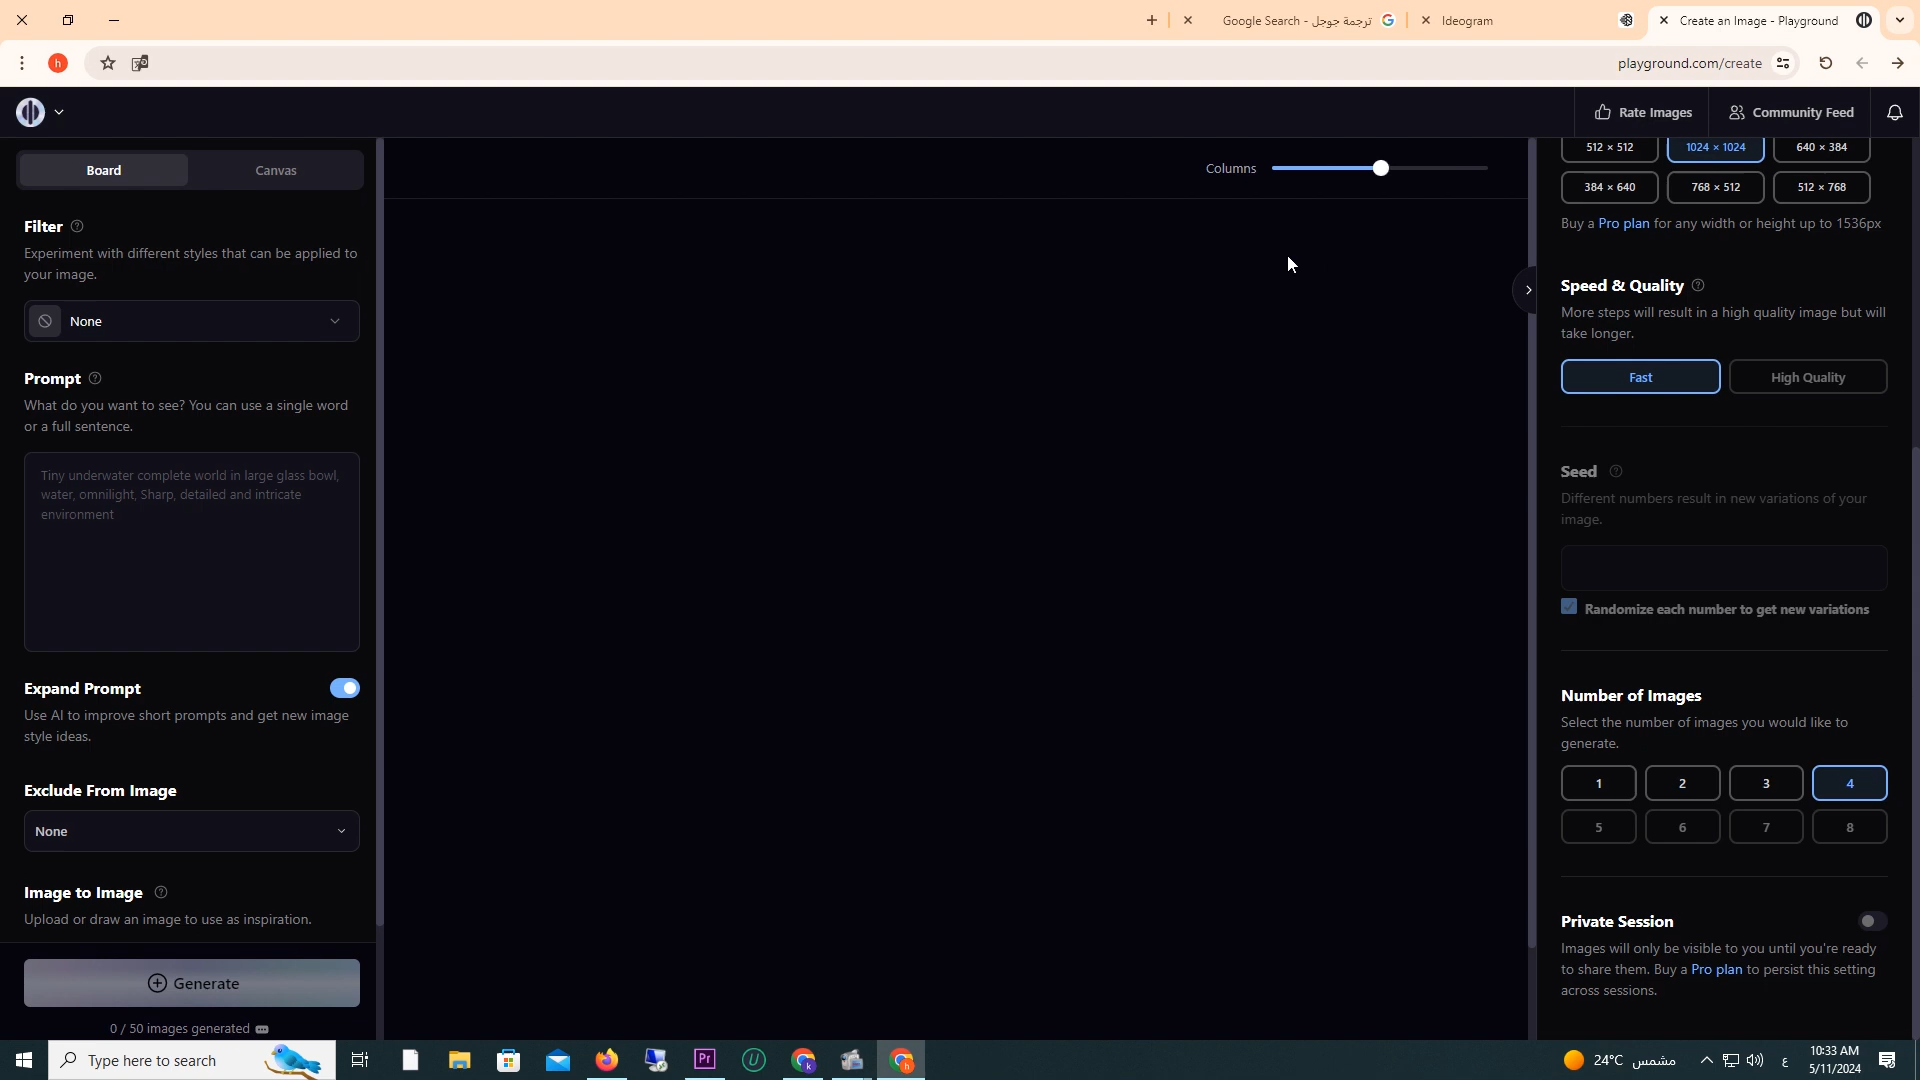 Google Search - ترجمة جوجل
Ideogram
Create an Image - Playground
h
playground.com/create
Rate Images
Community Feed
Board
Canvas
Columns
Filter
Experiment with different styles that can be applied to
your image.
None
Prompt
What do you want to see? You can use a single word
or a full sentence.
Tiny underwater complete world in large glass bowl,
water, omnilight, Sharp, detailed and intricate
environment
Expand Prompt
Use AI to improve short prompts and get new image
style ideas.
Exclude From Image
None
Image to Image
Upload or draw an image to use as inspiration.
Generate
0 / 50 images generated
512 × 512
1024 × 1024
640 × 384
384 × 640
768 × 512
512 × 768
Buy a Pro plan for any width or height up to 1536px
Speed & Quality
More steps will result in a high quality image but will
take longer.
Fast
High Quality
Seed
Different numbers result in new variations of your
image.
Randomize each number to get new variations
Number of Images
Select the number of images you would like to
generate.
1
2
3
4
5
6
7
8
Private Session
Images will only be visible to you until you're ready
to share them. Buy a Pro plan to persist this setting
across sessions.
Type here to search
Pr
U
k
h
24°C مشمس
ع
10:33 AM
5/11/2024